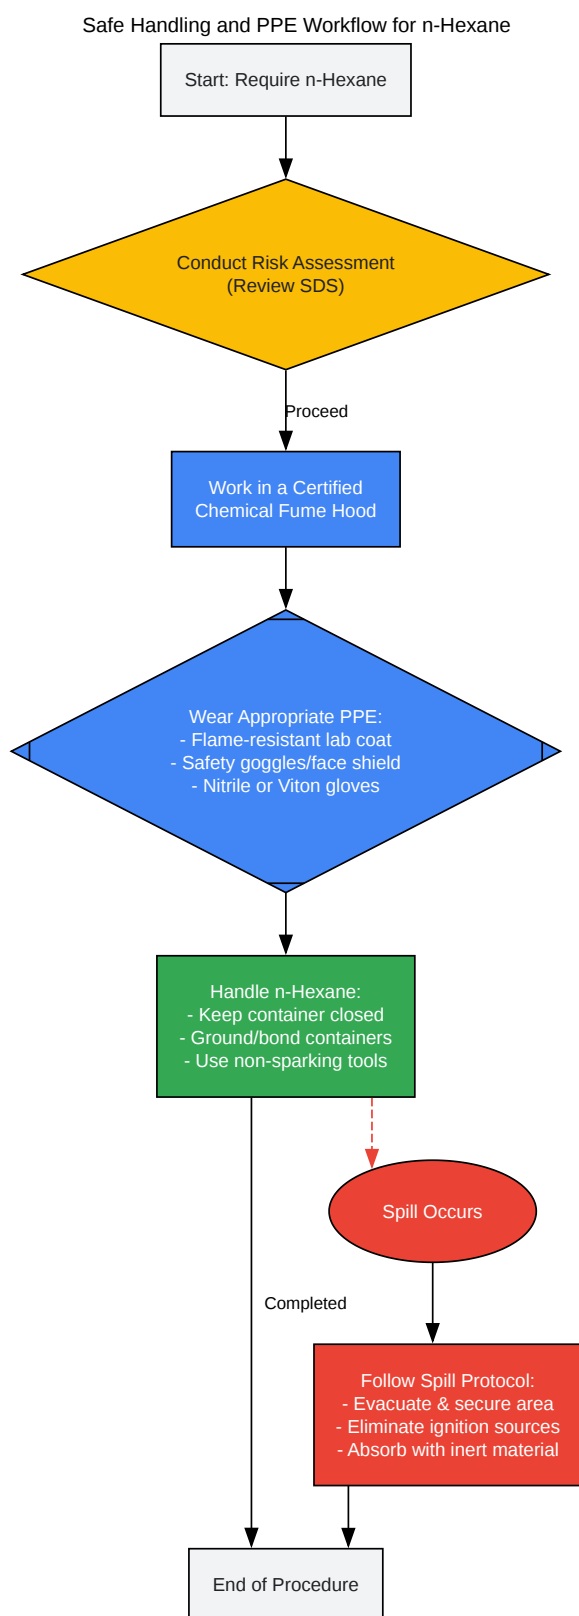 Safe Handling and PPE Workflow for n-Hexane
Start: Require n-Hexane
Conduct Risk Assessment
(Review SDS)
Proceed
Work in a Certified
Chemical Fume Hood
Wear Appropriate PPE:
- Flame-resistant lab coat
- Safety goggles/face shield
- Nitrile or Viton gloves
Handle n-Hexane:
- Keep container closed
- Ground/bond containers
- Use non-sparking tools
Spill Occurs
Completed
Follow Spill Protocol:
- Evacuate & secure area
- Eliminate ignition sources
- Absorb with inert material
End of Procedure